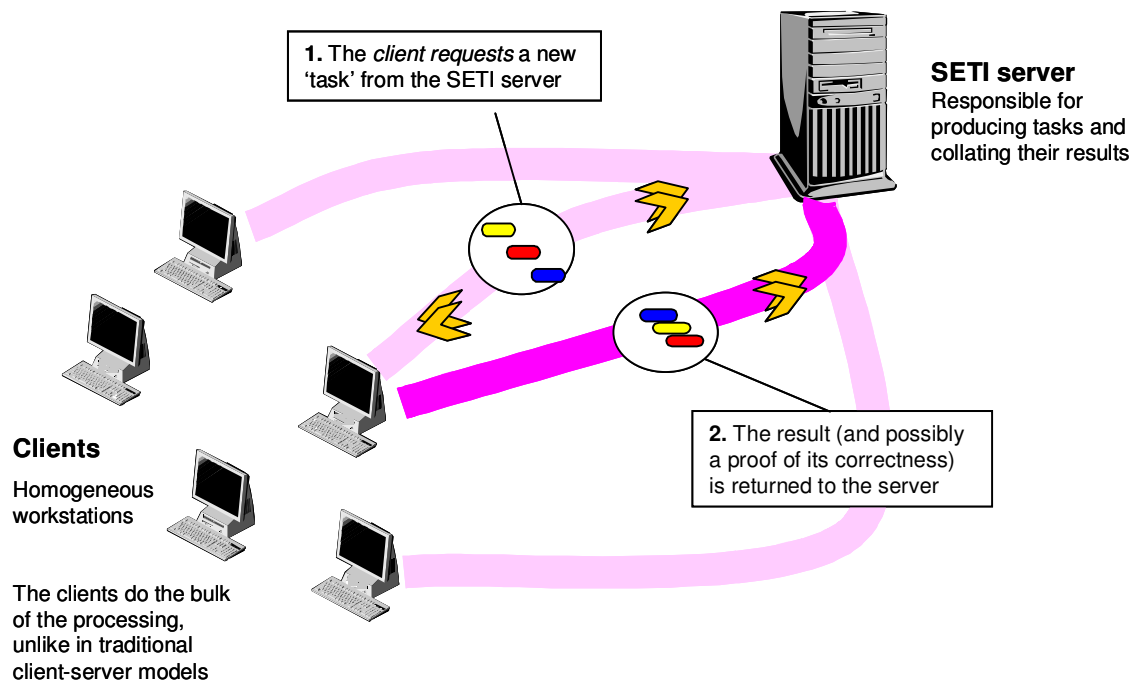 1. The client requests a new
‘task’ from the SETI server
SETI server
Responsible for
producing tasks and
collating their results
2. The result (and possibly
a proof of its correctness)
is returned to the server
Clients
Homogeneous
workstations
The clients do the bulk
of the processing,
unlike in traditional
client-server models